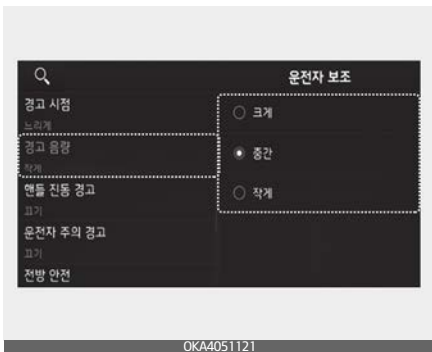 운전자 보조
경고 시점
느리게
경고 음량
작게
핸들 진동 경고
끄기
운전자 주의 경고
끄기
전방 안전
크게
중간
작게
OKA4051121